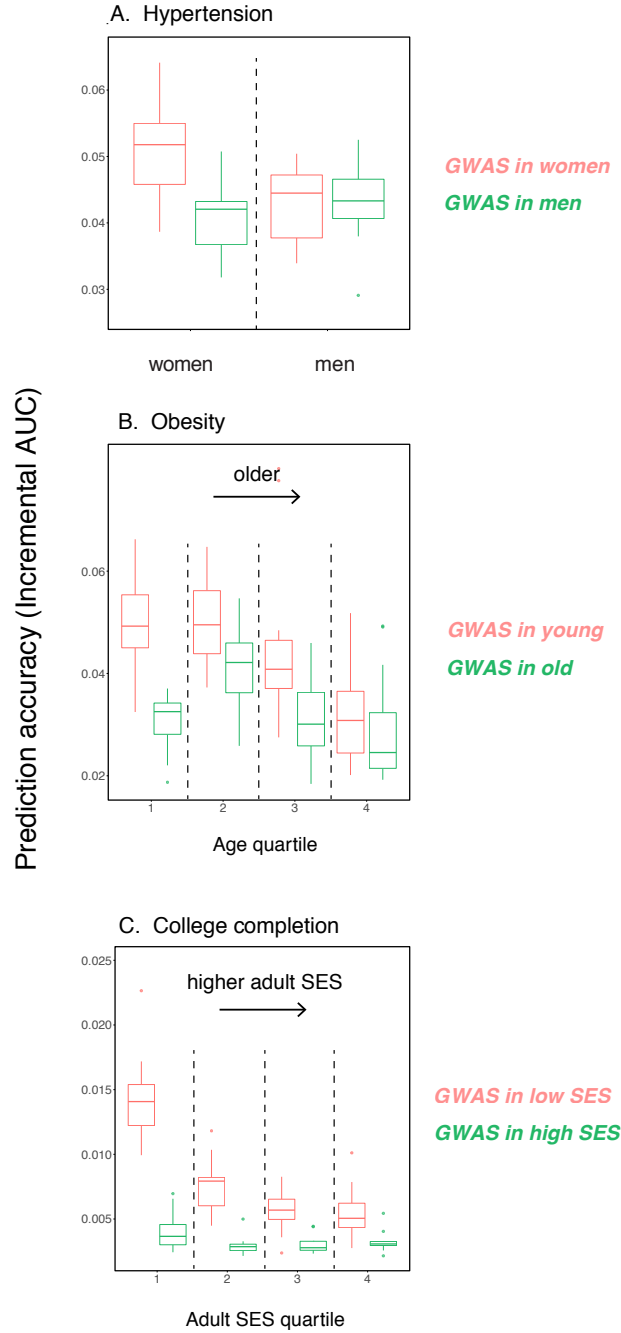 A. Hypertension
0.06
0.05
0.04
0.03
women
men
GWAS in women
GWAS in men
Prediction accuracy (Incremental AUC)
B. Obesity
older
0.06
0.04
0.02
1
2
3
4
Age quartile
GWAS in young
GWAS in old
C. College completion
higher adult SES
0.025
0.020
0.015
0.010
0.005
1
2
3
4
Adult SES quartile
GWAS in low SES
GWAS in high SES